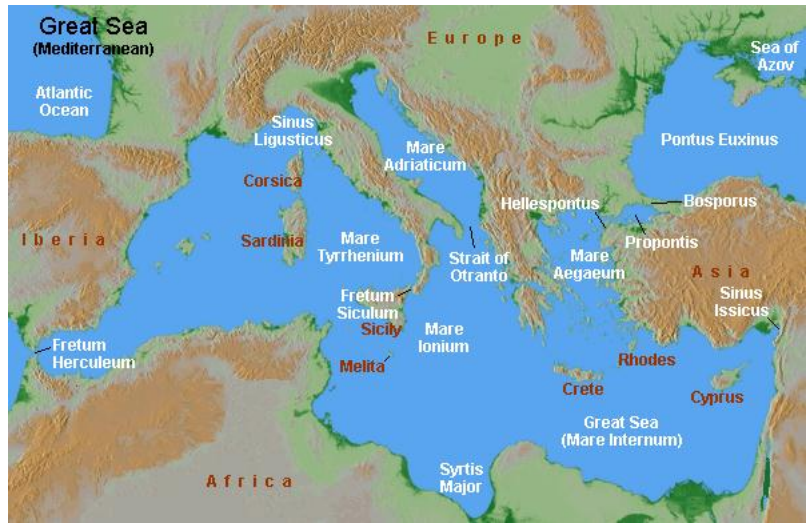 Great Sea
(Mediterranean)
Europe
Sea of
Azov
Atlantic
Ocean
Sinus
Ligusticus
Mare
Adriaticum
Pontus Euxinus
Corsica
Hellespontus
Bosporus
Iberia
Sardinia
Mare
Tyrrhenium
Strait of
Otranto
Mare
Aegaeum
Propontis
Asia
Fretum
Siculum
Sinus
Issicus
Sicily
Mare
Ionium
Fretum
Herculeum
Melita
Rhodes
Crete
Cyprus
Great Sea
(Mare Internum)
Africa
Syrtis
Major